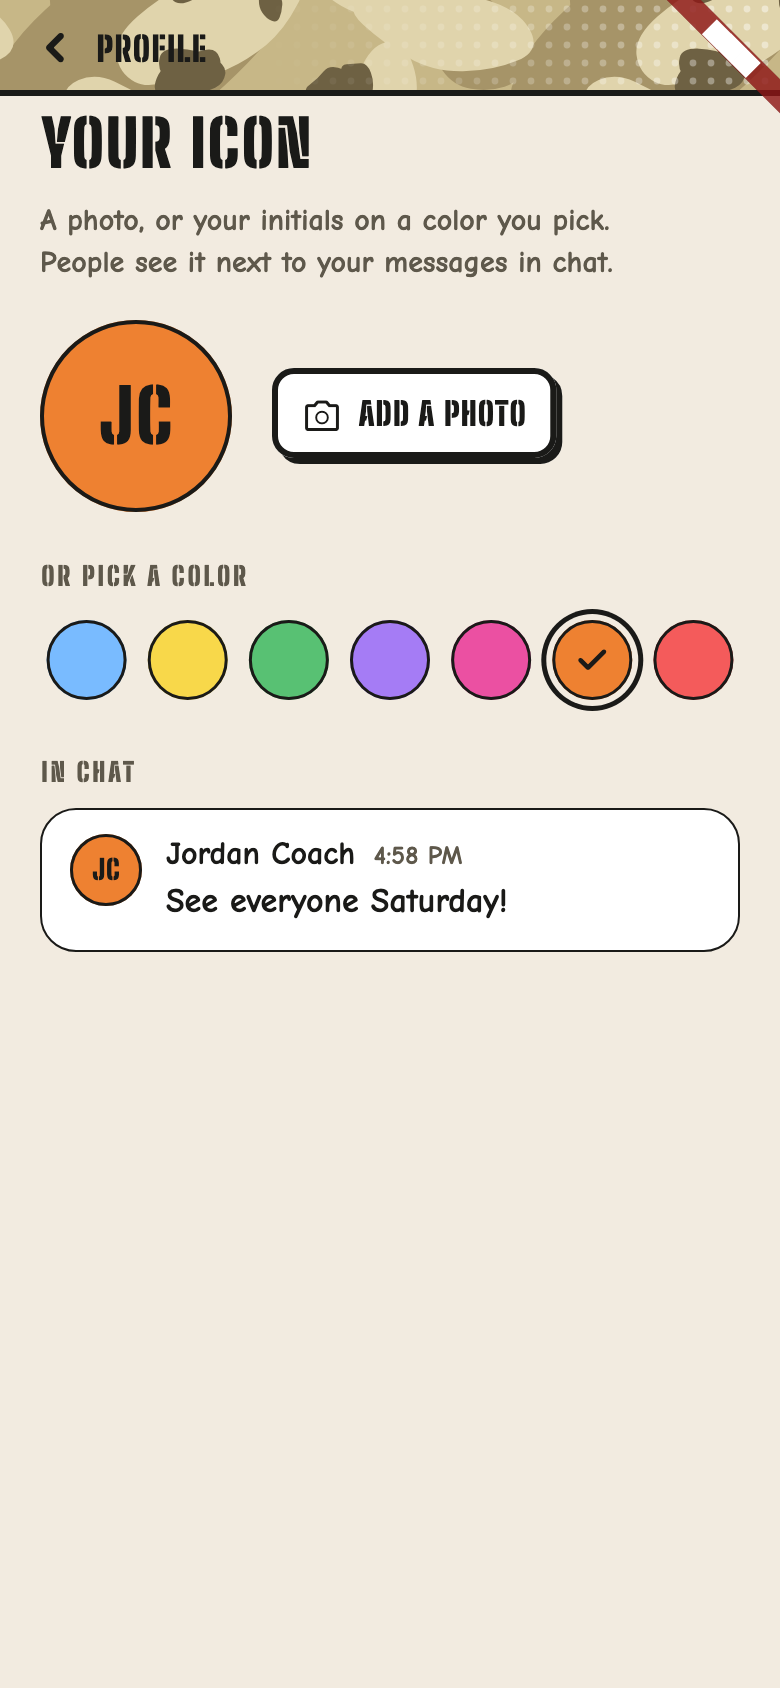 PROFILE
YOUR ICON
A photo, or your initials on a color you pick.
People see it next to your messages in chat.
JC
ADD A PHOTO
OR PICK A COLOR
IN CHAT
JC
Jordan Coach 4:58 PM
See everyone Saturday!